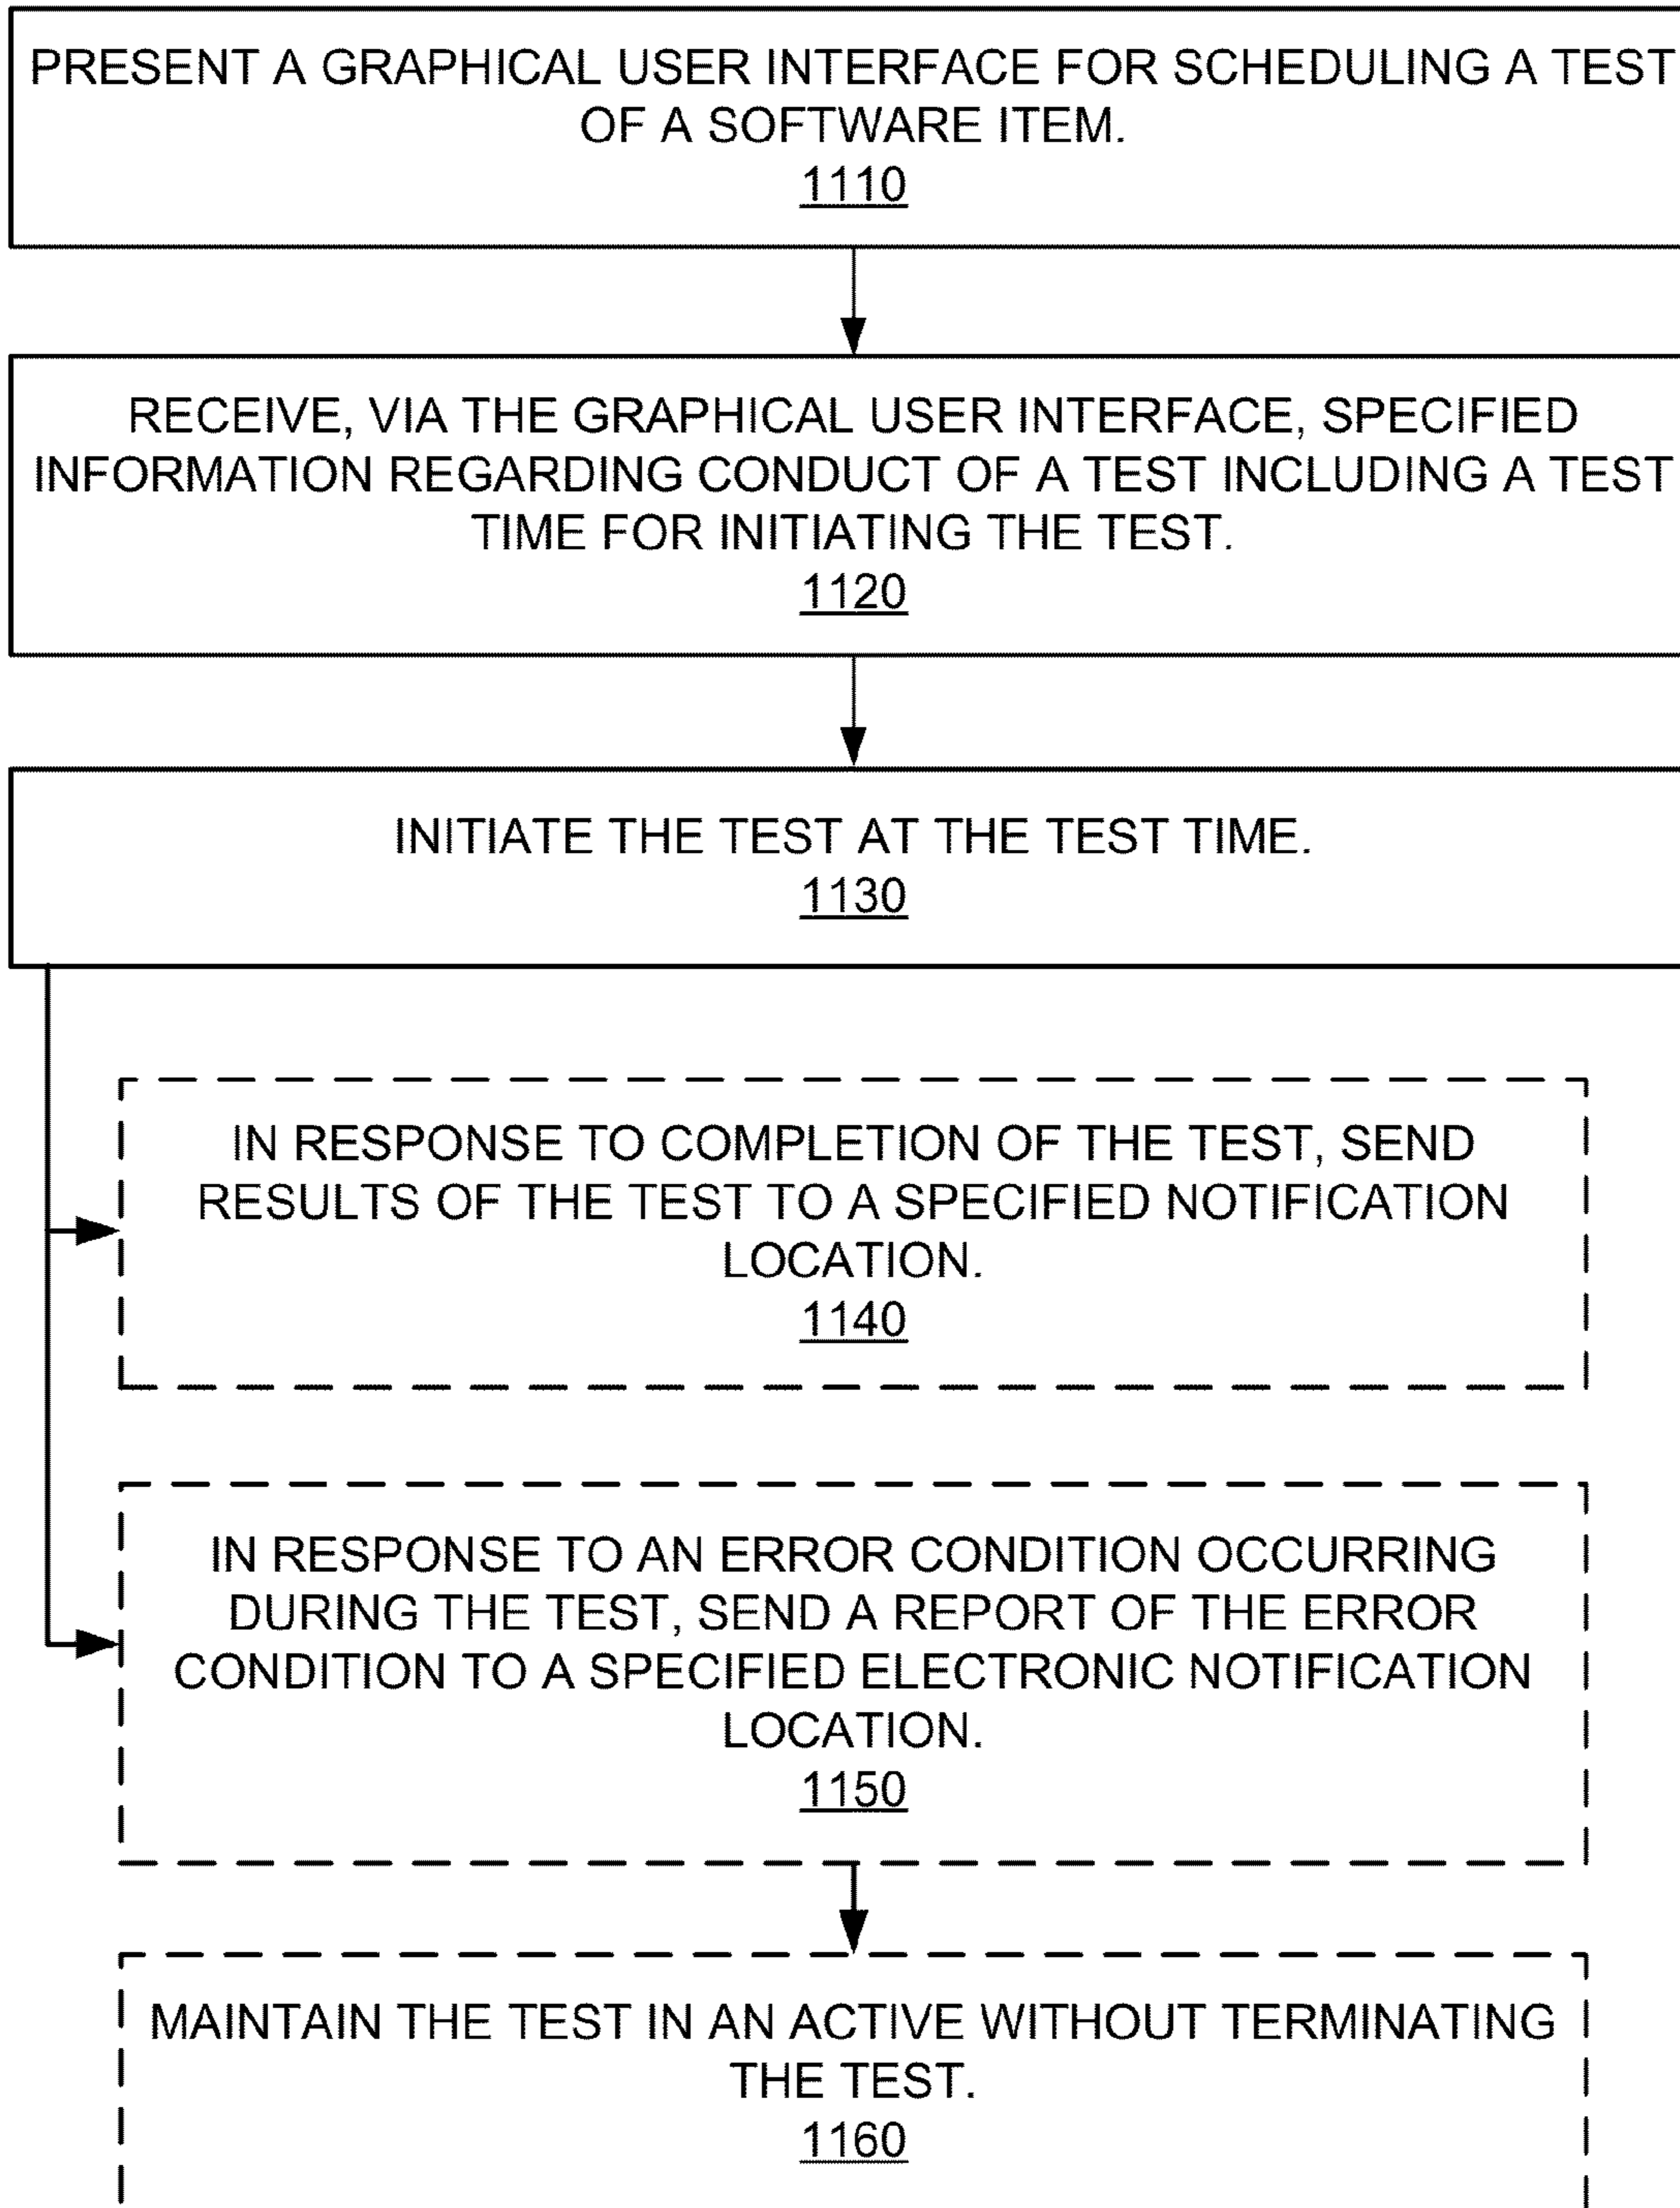 PRESENT A GRAPHICAL USER INTERFACE FOR SCHEDULING A TEST
OF A SOFTWARE ITEM.
1110
RECEIVE, VIA THE GRAPHICAL USER INTERFACE, SPECIFIED
INFORMATION REGARDING CONDUCT OF A TEST INCLUDING A TEST
TIME FOR INITIATING THE TEST.
1120
INITIATE THE TEST AT THE TEST TIME.
1130
IN RESPONSE TO COMPLETION OF THE TEST, SEND
RESULTS OF THE TEST TO A SPECIFIED NOTIFICATION
LOCATION.
1140
IN RESPONSE TO AN ERROR CONDITION OCCURRING
DURING THE TEST, SEND A REPORT OF THE ERROR
CONDITION TO A SPECIFIED ELECTRONIC NOTIFICATION
LOCATION.
1150
MAINTAIN THE TEST IN AN ACTIVE WITHOUT TERMINATING
THE TEST.
1160